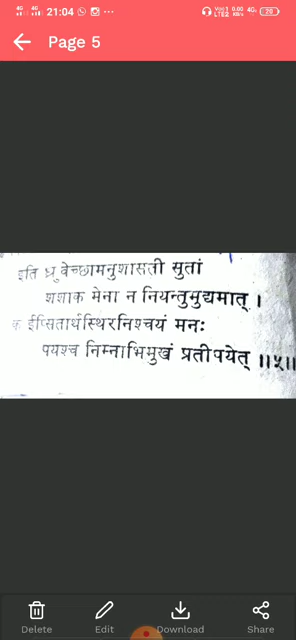 21:04
Page 5
इति ध्रुवेच्छामनुशासती सुतां
शशाक मेना न नियन्तुमुद्यमात् ।
क ईप्सितार्थस्थिरनिश्चयं मनः
पयश्च निम्नाभिमुखं प्रतीपयेत् ॥५॥
Delete Edit Download Share